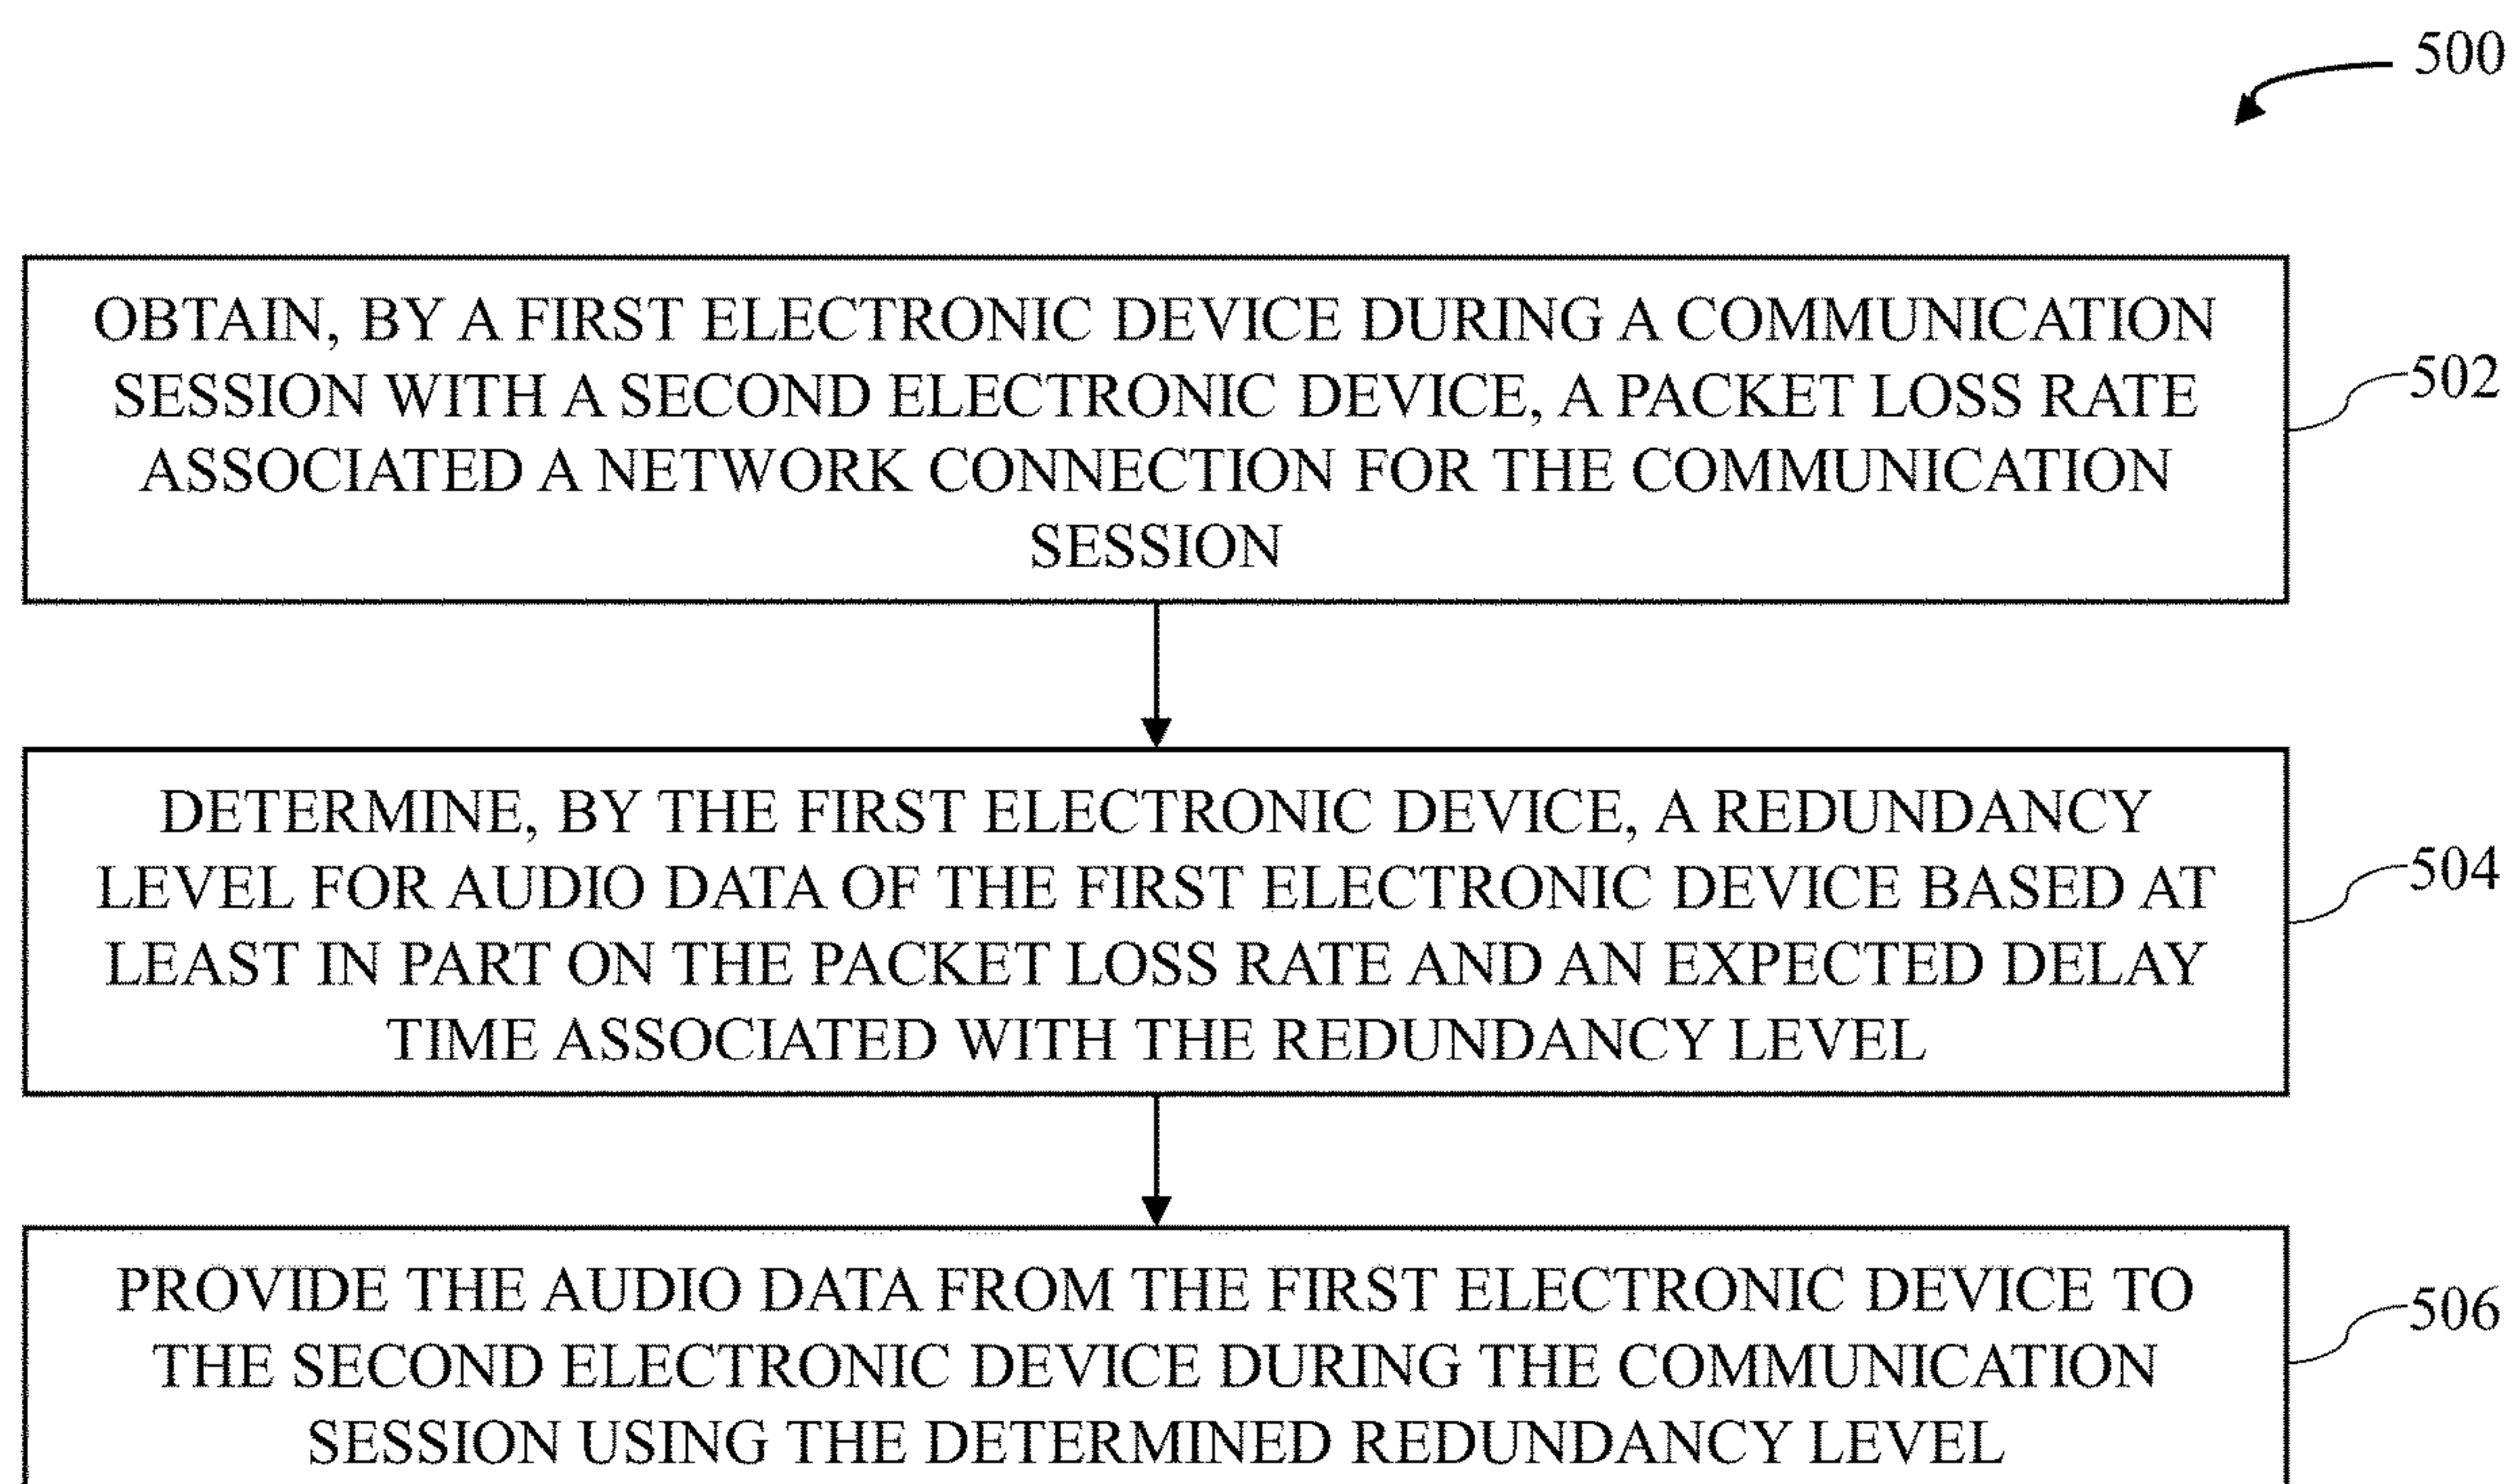 500
OBTAIN, BY A FIRST ELECTRONIC DEVICE DURING A COMMUNICATION
SESSION WITH A SECOND ELECTRONIC DEVICE, A PACKET LOSS RATE
ASSOCIATED A NETWORK CONNECTION FOR THE COMMUNICATION
SESSION
502
DETERMINE, BY THE FIRST ELECTRONIC DEVICE, A REDUNDANCY
LEVEL FOR AUDIO DATA OF THE FIRST ELECTRONIC DEVICE BASED AT
LEAST IN PART ON THE PACKET LOSS RATE AND AN EXPECTED DELAY
TIME ASSOCIATED WITH THE REDUNDANCY LEVEL
504
PROVIDE THE AUDIO DATA FROM THE FIRST ELECTRONIC DEVICE TO
THE SECOND ELECTRONIC DEVICE DURING THE COMMUNICATION
SESSION USING THE DETERMINED REDUNDANCY LEVEL
506